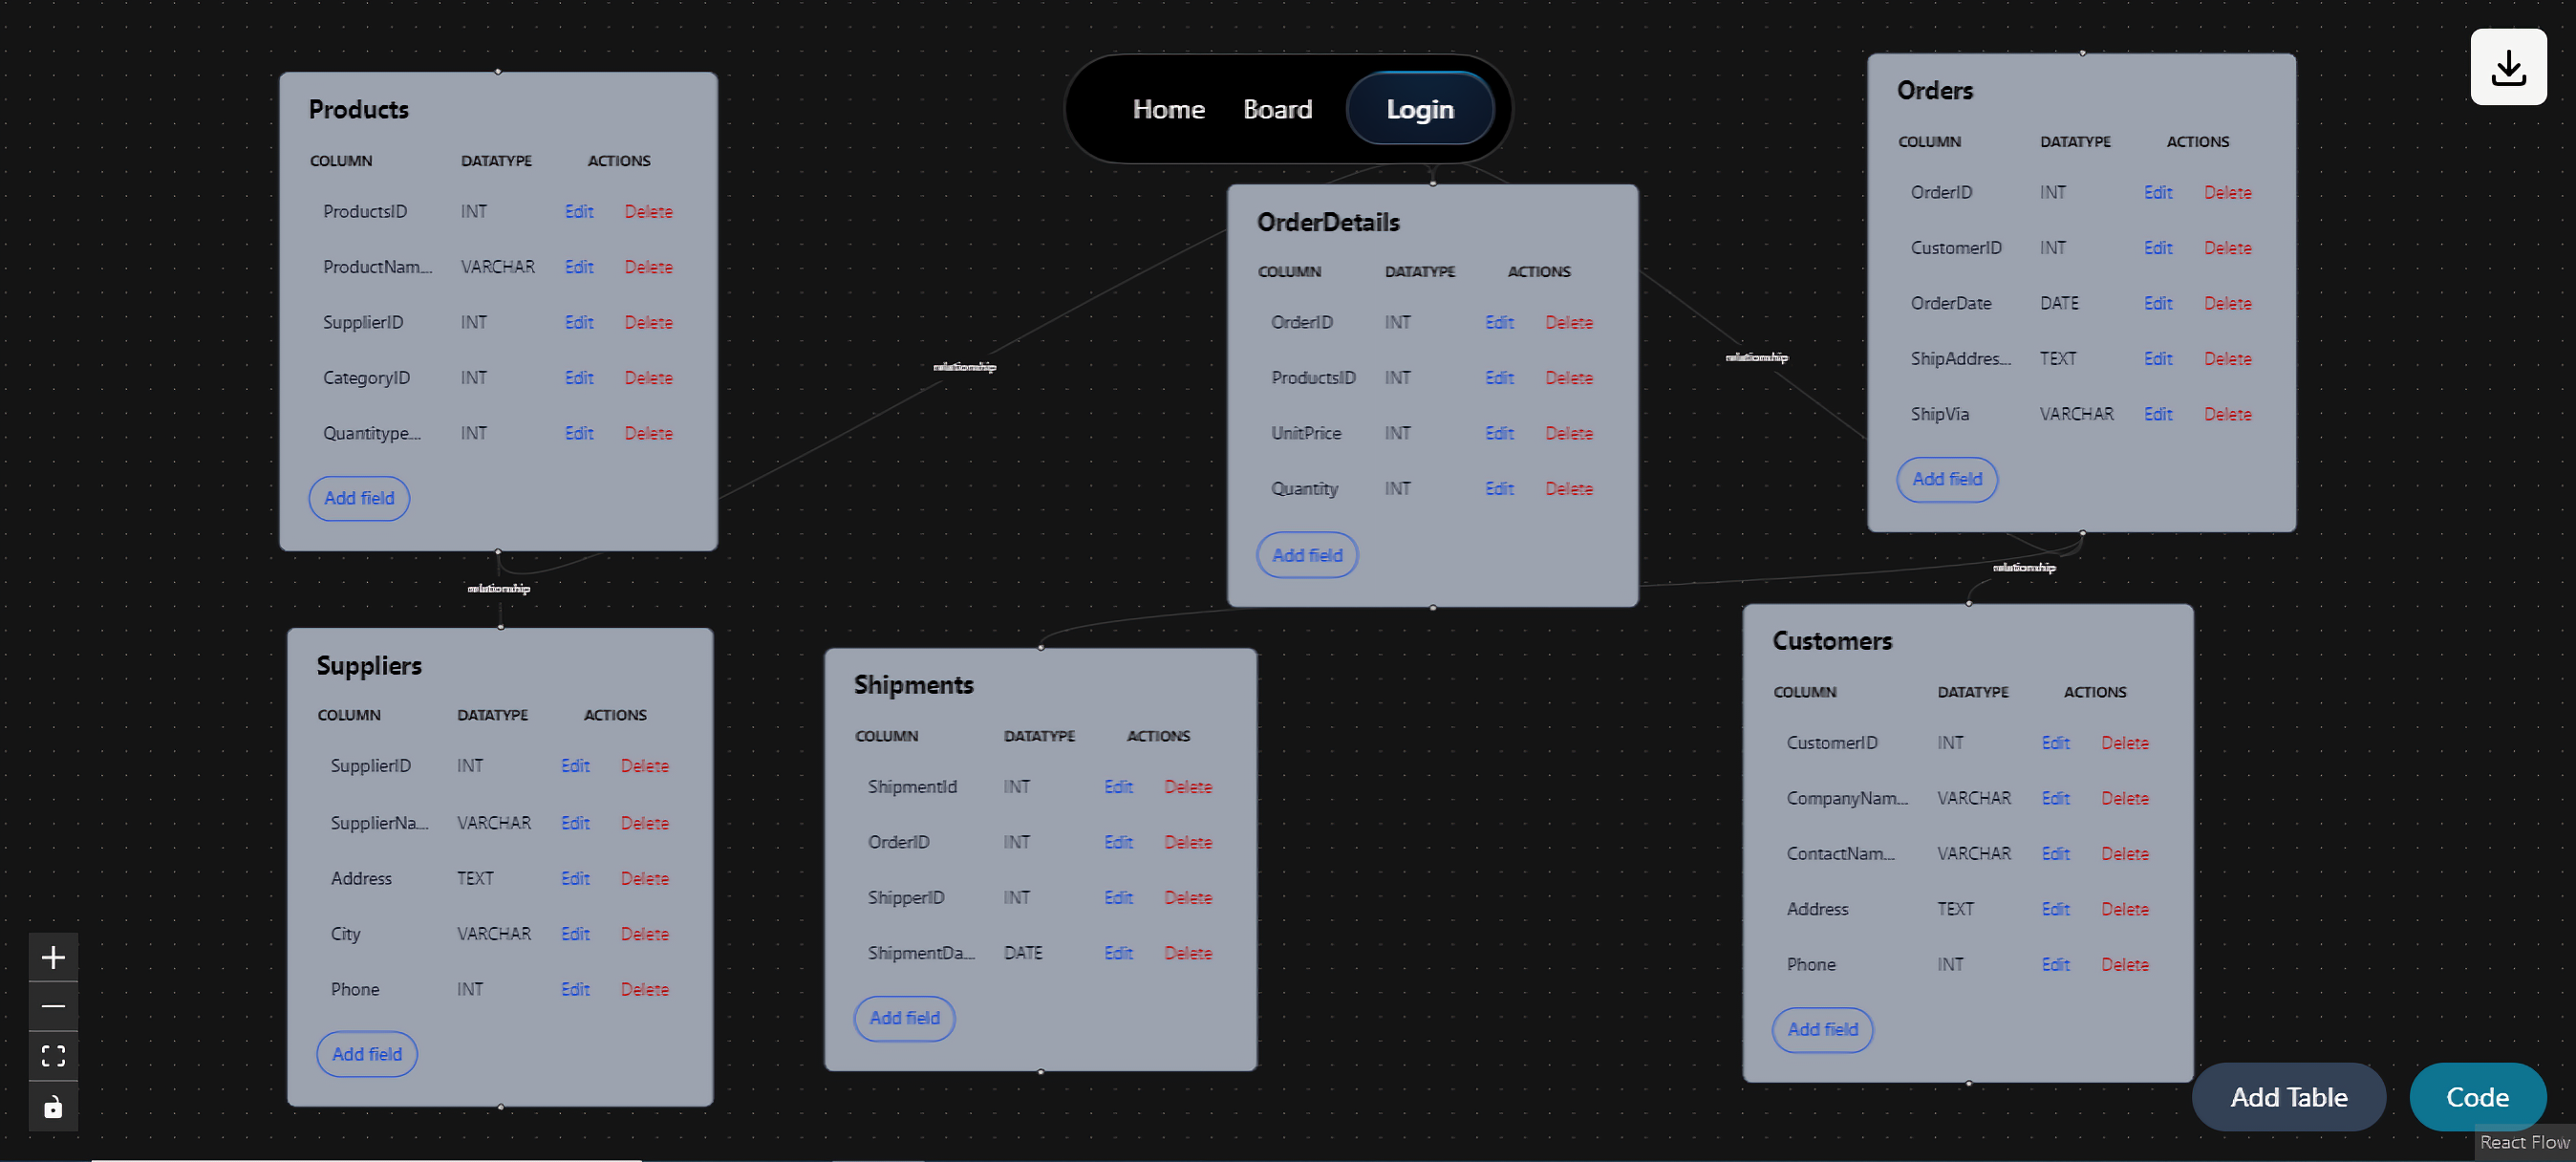 Home Board Login
Products
COLUMN DATATYPE ACTIONS
ProductsID INT Edit Delete
ProductNam... VARCHAR Edit Delete
SupplierID INT Edit Delete
CategoryID INT Edit Delete
Quantitype... INT Edit Delete
Add field
OrderDetails
COLUMN DATATYPE ACTIONS
OrderID INT Edit Delete
ProductsID INT Edit Delete
UnitPrice INT Edit Delete
Quantity INT Edit Delete
Add field
Orders
COLUMN DATATYPE ACTIONS
OrderID INT Edit Delete
CustomerID INT Edit Delete
OrderDate DATE Edit Delete
ShipAddres... TEXT Edit Delete
ShipVia VARCHAR Edit Delete
Add field
relationship
relationship
relationship
relationship
Suppliers
COLUMN DATATYPE ACTIONS
SupplierID INT Edit Delete
SupplierNa... VARCHAR Edit Delete
Address TEXT Edit Delete
City VARCHAR Edit Delete
Phone INT Edit Delete
Add field
Shipments
COLUMN DATATYPE ACTIONS
ShipmentId INT Edit Delete
OrderID INT Edit Delete
ShipperID INT Edit Delete
ShipmentDa... DATE Edit Delete
Add field
Customers
COLUMN DATATYPE ACTIONS
CustomerID INT Edit Delete
CompanyNam... VARCHAR Edit Delete
ContactNam... VARCHAR Edit Delete
Address TEXT Edit Delete
Phone INT Edit Delete
Add field
Add Table Code
React Flow